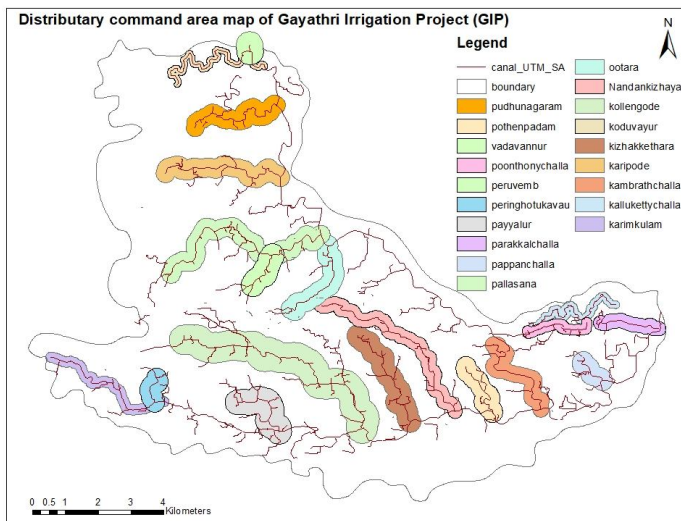 Distributary command area map of Gayathri Irrigation Project (GIP)
N
Legend
canal_UTM_SA
boundary
pudhunagaram
pothenpadam
vadavannur
poonthonychalla
peruvemb
peringhotukavau
payyalur
parakkaichalla
pappanchalla
pallasana
ootara
Nandankizhaya
kollengode
koduvayur
kizhakkethara
karipode
kambrathchalla
kallukettychalla
karimkulam
0 0.5 1 2 3 4
Kilometers